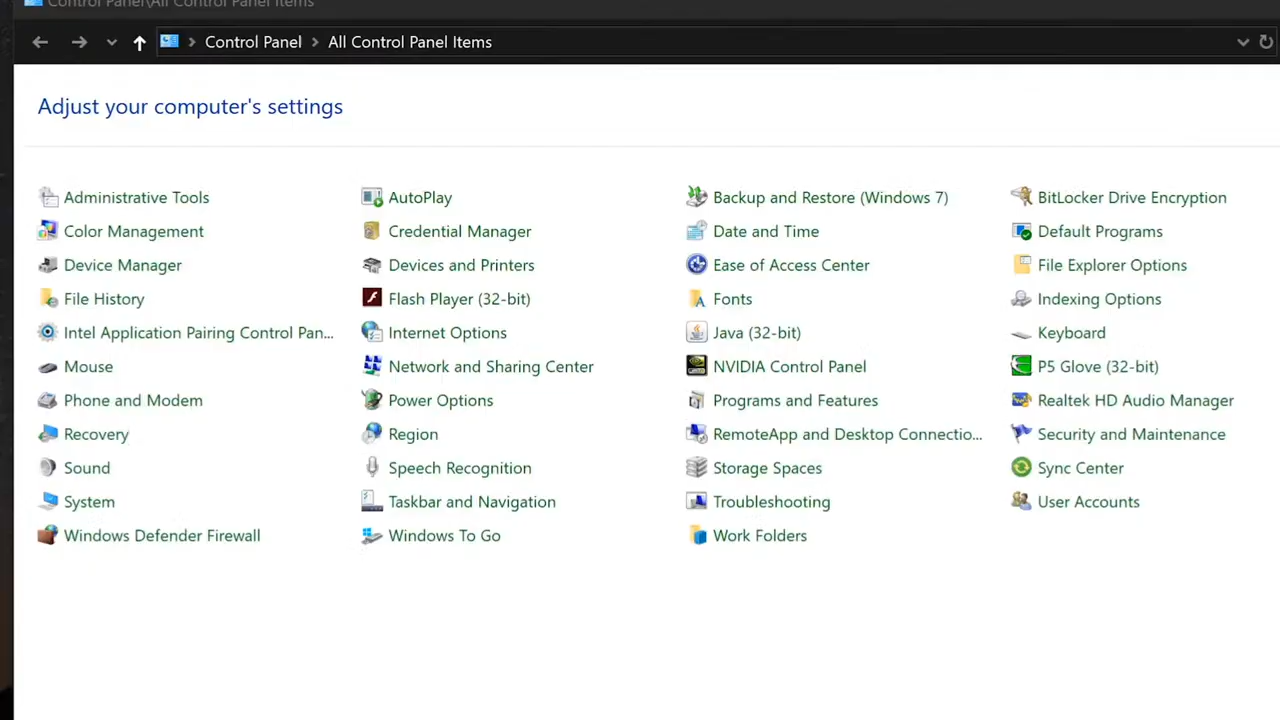 Control Panel\All Control Panel Items
Control Panel > All Control Panel Items
Adjust your computer's settings
Administrative Tools
AutoPlay
Backup and Restore (Windows 7)
BitLocker Drive Encryption
Color Management
Credential Manager
Date and Time
Default Programs
Device Manager
Devices and Printers
Ease of Access Center
File Explorer Options
File History
Flash Player (32-bit)
Fonts
Indexing Options
Intel Application Pairing Control Pan...
Internet Options
Java (32-bit)
Keyboard
Mouse
Network and Sharing Center
NVIDIA Control Panel
P5 Glove (32-bit)
Phone and Modem
Power Options
Programs and Features
Realtek HD Audio Manager
Recovery
Region
RemoteApp and Desktop Connectio...
Security and Maintenance
Sound
Speech Recognition
Storage Spaces
Sync Center
System
Taskbar and Navigation
Troubleshooting
User Accounts
Windows Defender Firewall
Windows To Go
Work Folders